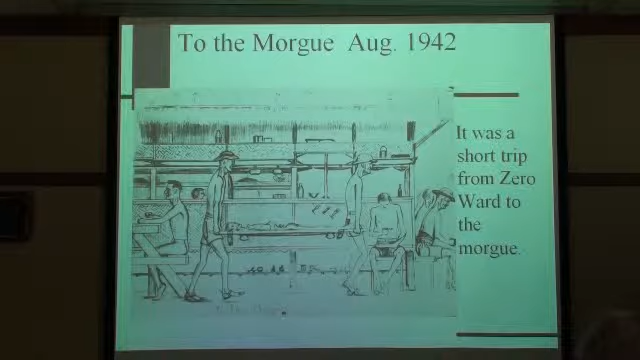 To the Morgue Aug. 1942
It was a
short trip
from Zero
Ward to
the
morgue.